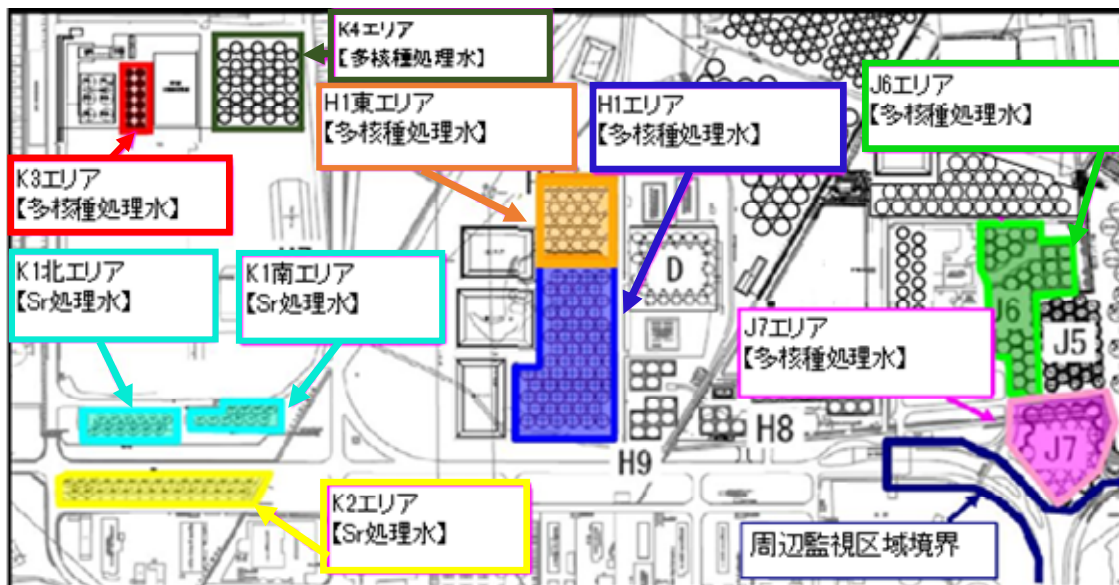 K4エリア
【多核種処理水】
H1東エリア
【多核種処理水】
H1エリア
【多核種処理水】
J6エリア
【多核種処理水】
K3エリア
【多核種処理水】
K1北エリア
【Sr処理水】
K1南エリア
【Sr処理水】
D
J6
J5
J7エリア
【多核種処理水】
J7
H8
H9
K2エリア
【Sr処理水】
周辺監視区域境界